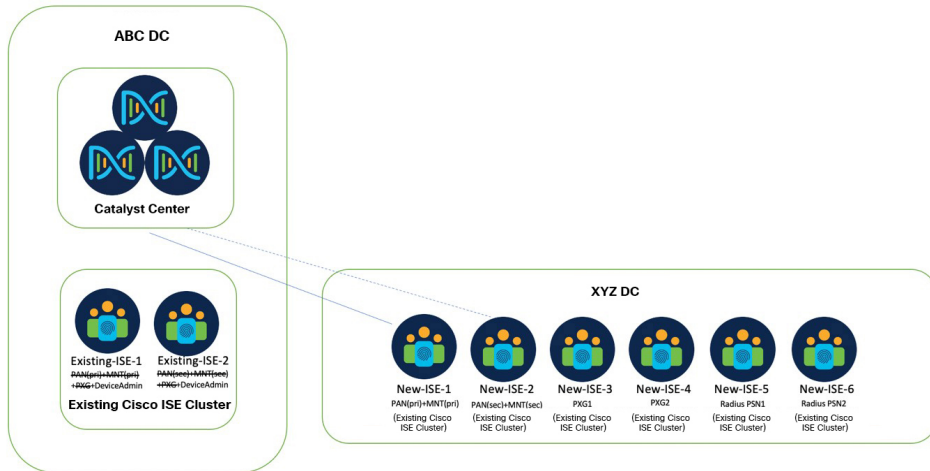 ABC DC
Catalyst Center
Existing-ISE-1
PAN(pri)+MNT(pri)
+PXG+DeviceAdmin
Existing-ISE-2
PAN(sec)+MNT(sec)
+PXG+DeviceAdmin
Existing Cisco ISE Cluster
XYZ DC
New-ISE-1
PAN(pri)+MNT(pri)
(Existing Cisco
ISE Cluster)
New-ISE-2
PAN(sec)+MNT(sec)
(Existing Cisco
ISE Cluster)
New-ISE-3
PXG1
(Existing Cisco
ISE Cluster)
New-ISE-4
PXG2
(Existing Cisco
ISE Cluster)
New-ISE-5
Radius PSN1
(Existing Cisco
ISE Cluster)
New-ISE-6
Radius PSN2
(Existing Cisco
ISE Cluster)